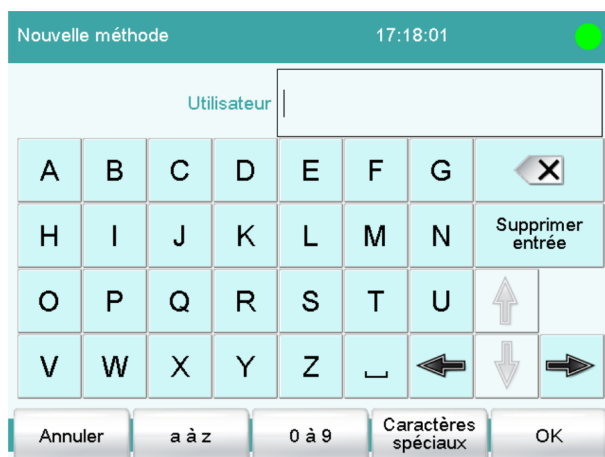 Nouvelle méthode 17:18:01
Utilisateur
A B C D E F G
H I J K L M N Supprimer entrée
O P Q R S T U
V W X Y Z
Annuler a à z 0 à 9 Caractères spéciaux OK